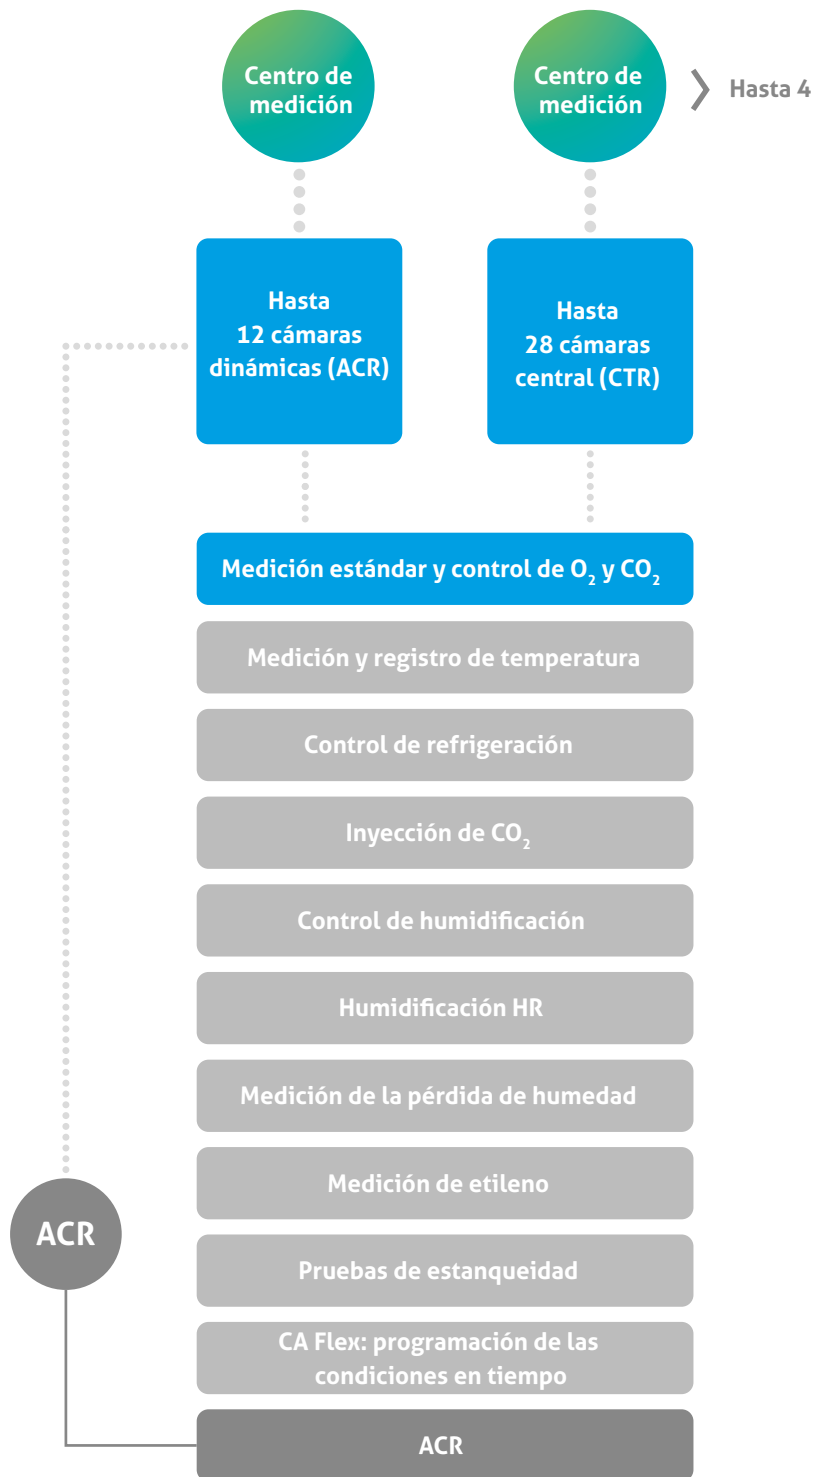 Centro de
medición
Centro de
medición
Hasta 4
Hasta
12 cámaras
dinámicas (ACR)
Hasta
28 cámaras
central (CTR)
Medición estándar y control de O₂ y CO₂
Medición y registro de temperatura
Control de refrigeración
Inyección de CO₂
Control de humidificación
Humidificación HR
Medición de la pérdida de humedad
Medición de etileno
ACR
Pruebas de estanqueidad
CA Flex: programación de las
condiciones en tiempo
ACR